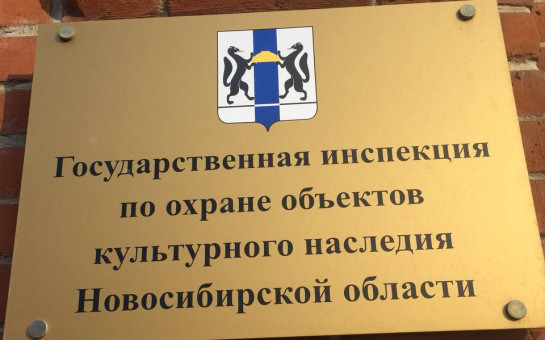 Государственная инспекция
по охране объектов
культурного наследия
Новосибирской области